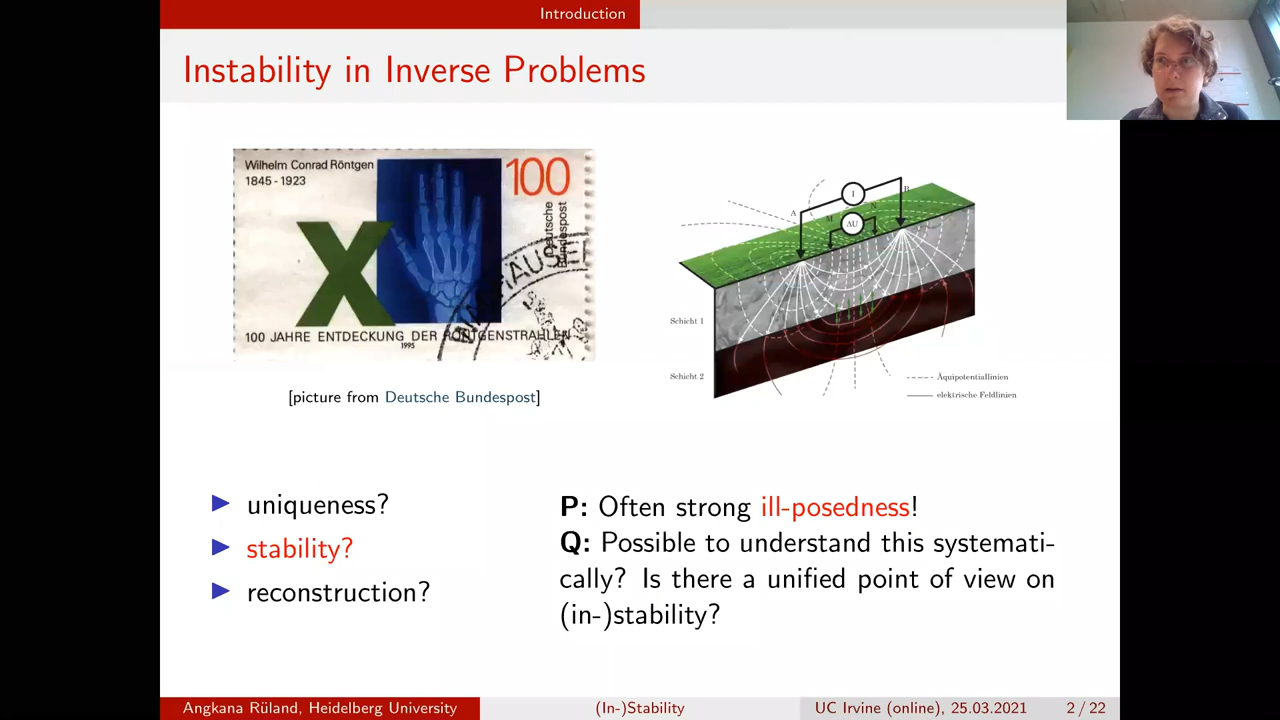 Introduction
Instability in Inverse Problems
Wilhelm Conrad Röntgen
1845 - 1923
100
Deutsche
Bundespost
X
100 JAHRE ENTDECKUNG DER RÖNTGENSTRAHLEN
1995
[picture from Deutsche Bundespost]
I
A
B
M
N
ΔU
Schicht 1
Schicht 2
Äquipotentiallinien
elektrische Feldlinien
uniqueness?
stability?
reconstruction?
P: Often strong ill-posedness!
Q: Possible to understand this systemati-
cally? Is there a unified point of view on
(in-)stability?
Angkana Rüland, Heidelberg University
(In-)Stability
UC Irvine (online), 25.03.2021
2 / 22